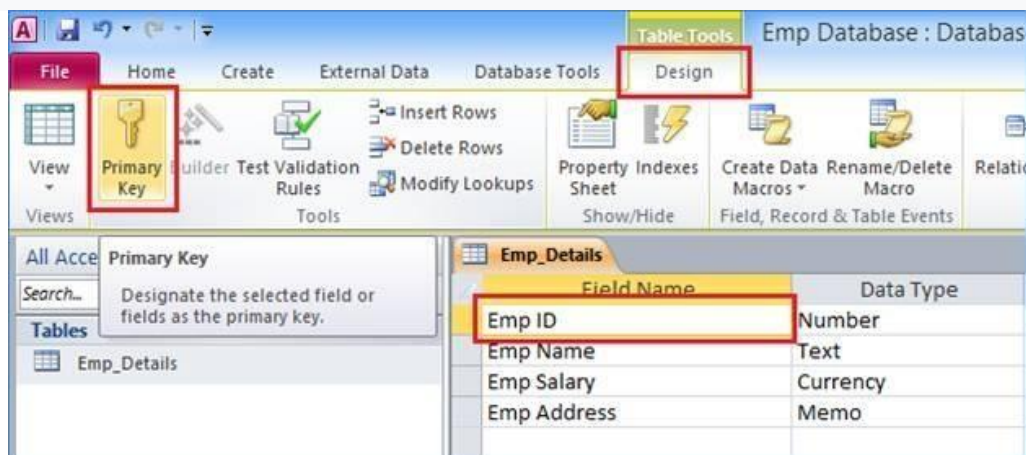 A
Table Tools
Emp Database : Databas
File
Home
Create
External Data
Database Tools
Design
View
Primary
Key
Builder
Test Validation
Rules
Insert Rows
Delete Rows
Modify Lookups
Property
Sheet
Indexes
Create Data
Macros
Rename/Delete
Macro
Relatio
Views
Tools
Show/Hide
Field, Record & Table Events
All Acce
Search...
Tables
Emp_Details
Primary Key
Designate the selected field or
fields as the primary key.
Emp_Details
Field Name Data Type
Emp ID Number
Emp Name Text
Emp Salary Currency
Emp Address Memo